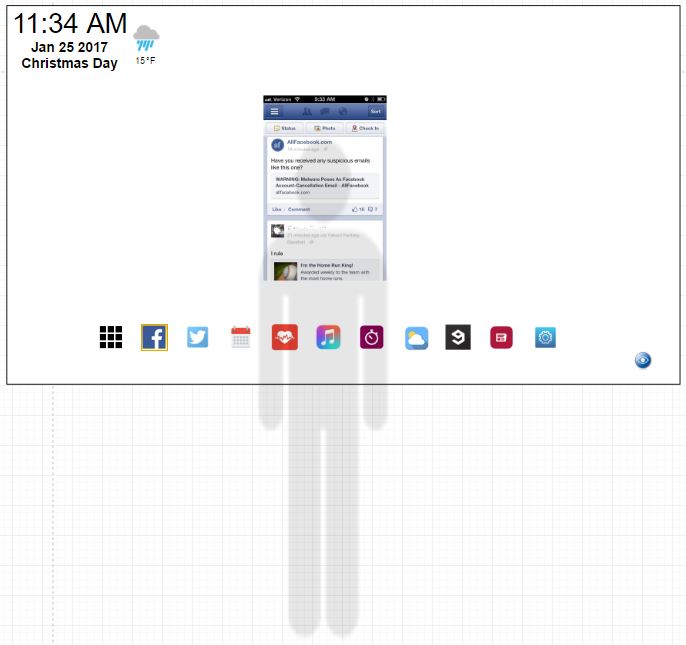 11:34 AM
Jan 25 2017
Christmas Day
15°F
Verizon 9:33 AM
Sort
Status Photo Check In
AllFacebook.com
minutes ago
Have you received any suspicious emails
like this one?
WARNING: Malware Poses As Facebook
Account-Cancellation Email - AllFacebook
allfacebook.com
Like · Comment 16 7
21 minutes ago via Yahoo! Fantasy
Baseball
I rule
I'm the Home Run King!
Awarded weekly to the team with
the most home runs.